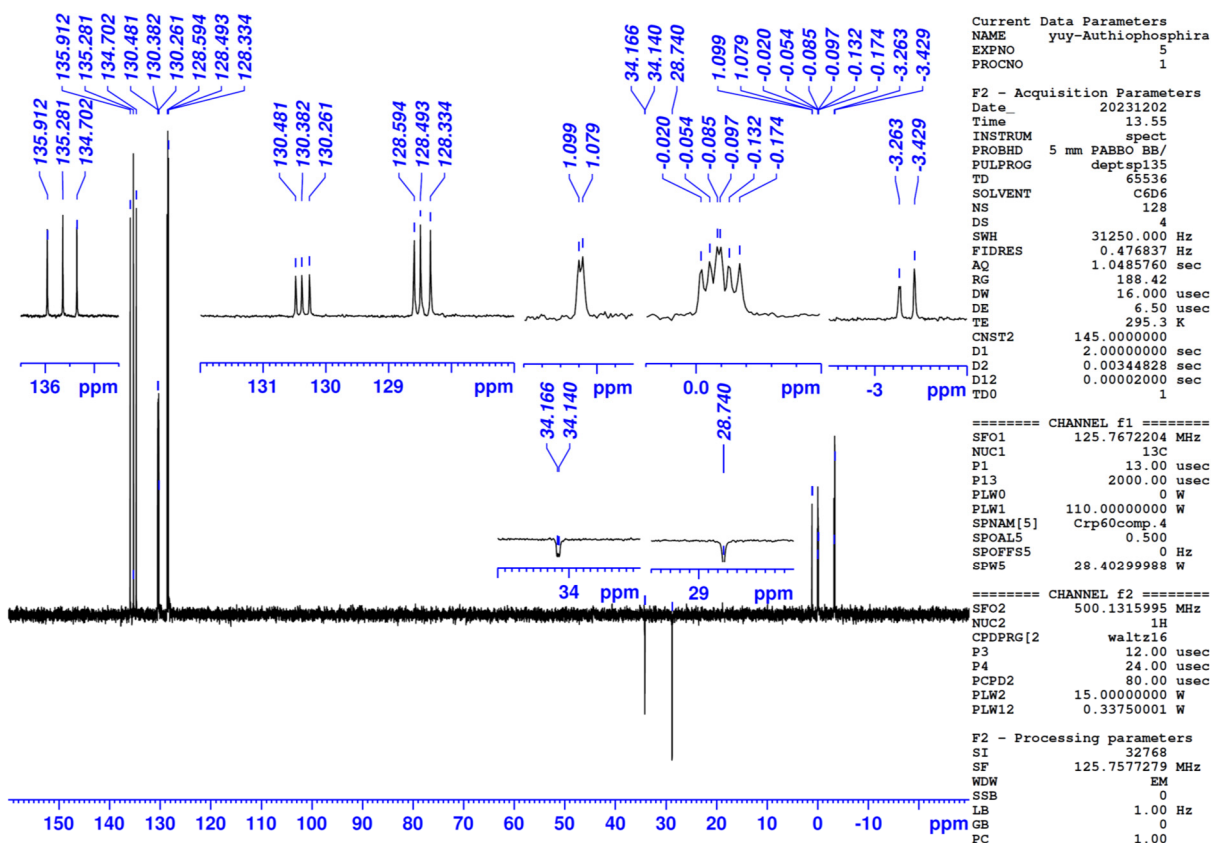 135.912
135.281
134.702
130.481
130.382
130.261
128.594
128.493
128.334
34.166
34.140
28.740
1.099
1.079
-0.020
-0.054
-0.085
-0.097
-0.132
-0.174
-3.263
-3.429
135.912
135.281
134.702
130.481
130.382
130.261
128.594
128.493
128.334
1.099
1.079
-0.020
-0.054
-0.085
-0.097
-0.132
-0.174
-3.263
-3.429
136 ppm
131 130 129 ppm
ppm
0.0 ppm
-3 ppm
34.166
34.140
28.740
34 ppm
29 ppm
150 140 130 120 110 100 90 80 70 60 50 40 30 20 10 0 -10 ppm
Current Data Parameters
NAME yuy-Authiophosphira
EXPNO 5
PROCNO 1
F2 - Acquisition Parameters
Date_ 20231202
Time 13.55
INSTRUM spect
PROBHD 5 mm PABBO BB/
PULPROG deptsp135
TD 65536
SOLVENT C6D6
NS 128
DS 4
SWH 31250.000 Hz
FIDRES 0.476837 Hz
AQ 1.0485760 sec
RG 188.42
DW 16.000 usec
DE 6.50 usec
TE 295.3 K
CNST2 145.0000000
D1 2.00000000 sec
D2 0.00344828 sec
D12 0.00002000 sec
TD0 1
======== CHANNEL f1 ========
SFO1 125.7672204 MHz
NUC1 13C
P1 13.00 usec
P13 2000.00 usec
PLW0 0 W
PLW1 110.00000000 W
SPNAM[5] Crp60comp.4
SPOAL5 0.500
SPOFFS5 0 Hz
SPW5 28.40299988 W
======== CHANNEL f2 ========
SFO2 500.1315995 MHz
NUC2 1H
CPDPRG[2 waltz16
P3 12.00 usec
P4 24.00 usec
PCPD2 80.00 usec
PLW2 15.00000000 W
PLW12 0.33750001 W
F2 - Processing parameters
SI 32768
SF 125.7577279 MHz
WDW EM
SSB 0
LB 1.00 Hz
GB 0
PC 1.00